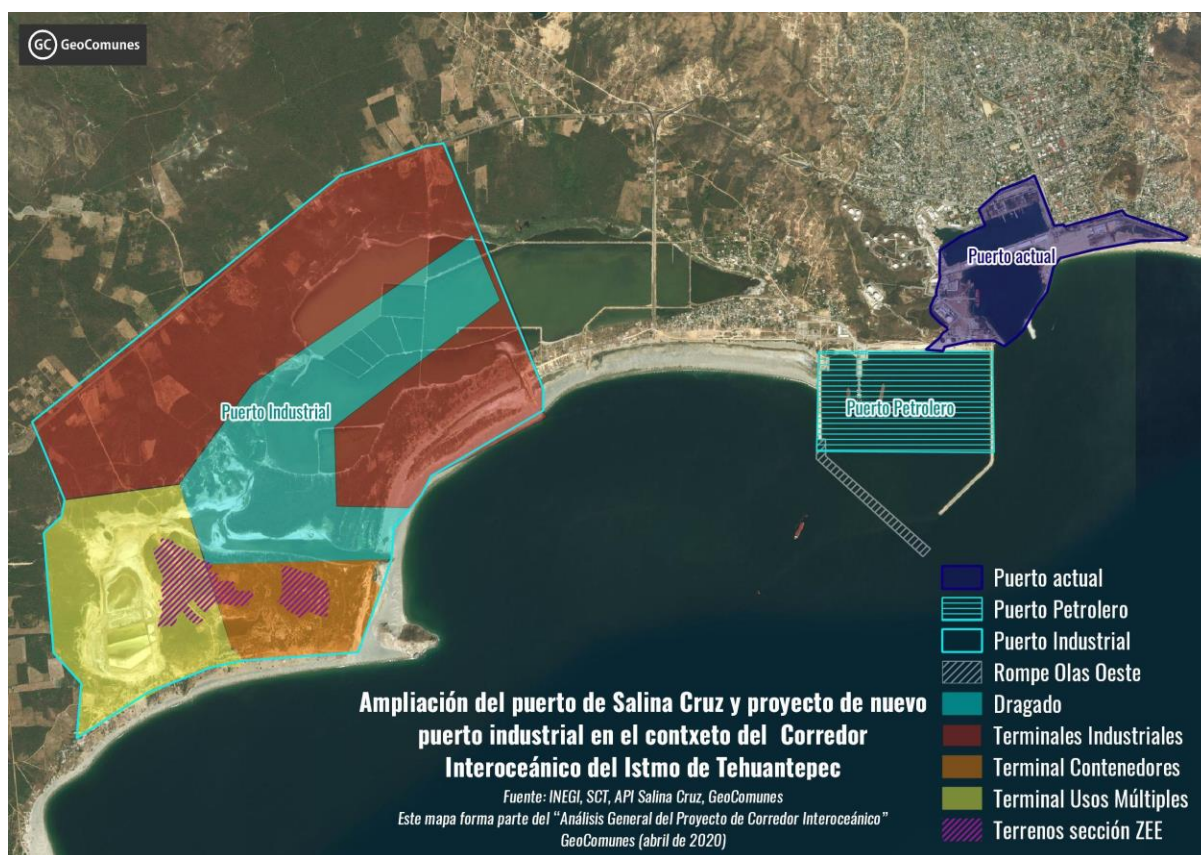 GC GeoComunes
Puerto actual
Puerto Industrial
Puerto Petrolero
Puerto actual
Puerto Petrolero
Puerto Industrial
Rompe Olas Oeste
Dragado
Terminales Industriales
Terminal Contenedores
Terminal Usos Múltiples
Terrenos sección ZEE
Ampliación del puerto de Salina Cruz y proyecto de nuevo
puerto industrial en el contxeto del Corredor
Interoceánico del Istmo de Tehuantepec
Fuente: INEGI, SCT, API Salina Cruz, GeoComunes
Este mapa forma parte del “Análisis General del Proyecto de Corredor Interoceánico”
GeoComunes (abril de 2020)